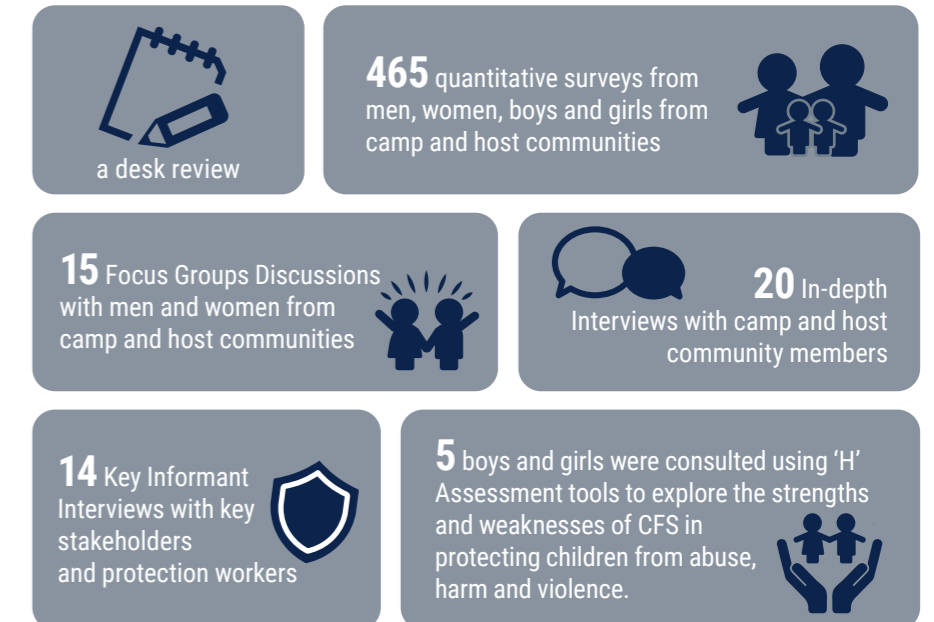 a desk review
465 quantitative surveys from
men, women, boys and girls from
camp and host communities
15 Focus Groups Discussions
with men and women from
camp and host communities
20 In-depth
Interviews with camp and host
community members
14 Key Informant
Interviews with key
stakeholders
and protection workers
5 boys and girls were consulted using ‘H’
Assessment tools to explore the strengths
and weaknesses of CFS in
protecting children from abuse,
harm and violence.